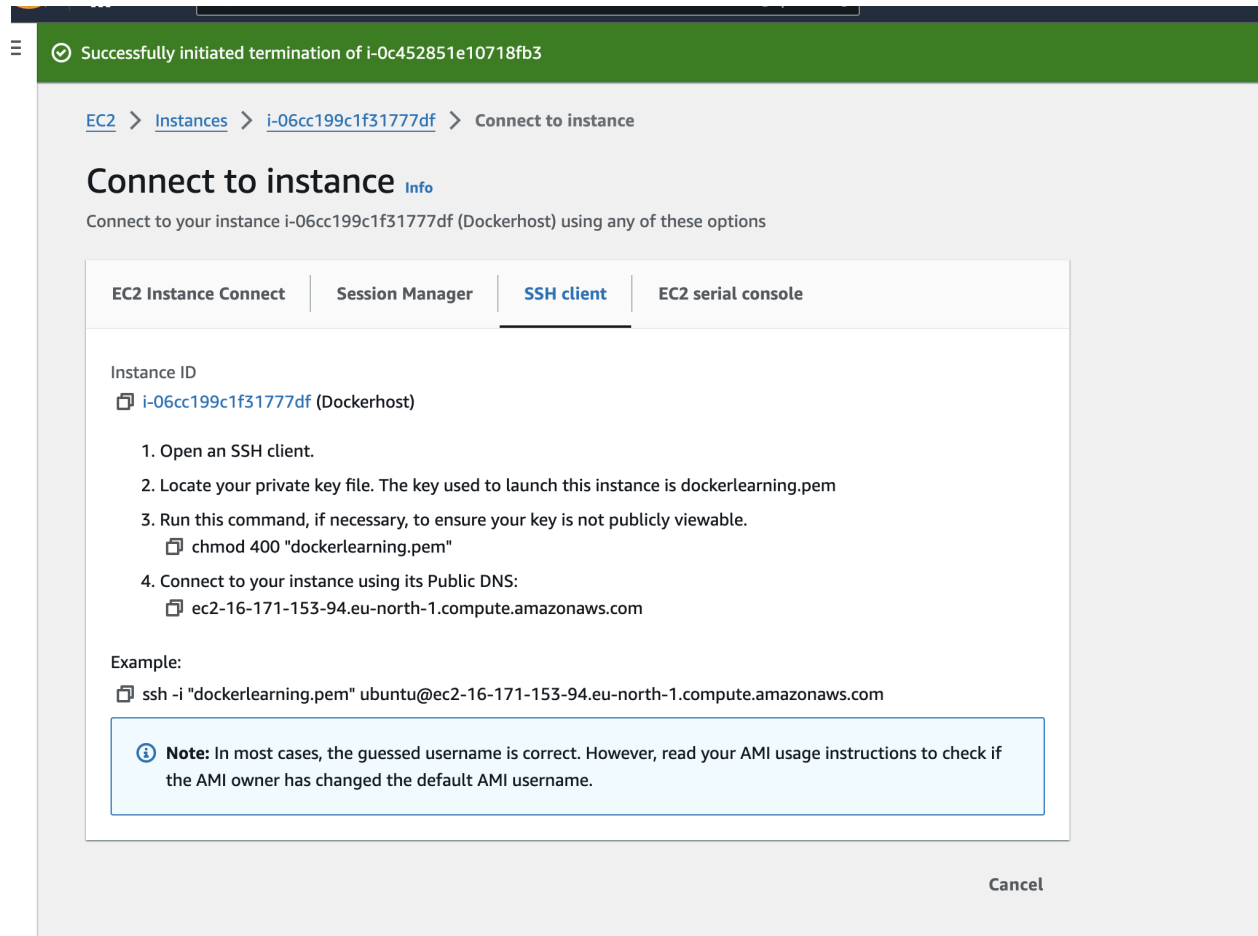 Successfully initiated termination of i-0c452851e10718fb3
EC2 > Instances > i-06cc199c1f31777df > Connect to instance
Connect to instance Info
Connect to your instance i-06cc199c1f31777df (Dockerhost) using any of these options
EC2 Instance Connect Session Manager SSH client EC2 serial console
Instance ID
i-06cc199c1f31777df (Dockerhost)
1. Open an SSH client.
2. Locate your private key file. The key used to launch this instance is dockerlearning.pem
3. Run this command, if necessary, to ensure your key is not publicly viewable.
chmod 400 "dockerlearning.pem"
4. Connect to your instance using its Public DNS:
ec2-16-171-153-94.eu-north-1.compute.amazonaws.com
Example:
ssh -i "dockerlearning.pem" ubuntu@ec2-16-171-153-94.eu-north-1.compute.amazonaws.com
Note: In most cases, the guessed username is correct. However, read your AMI usage instructions to check if
the AMI owner has changed the default AMI username.
Cancel